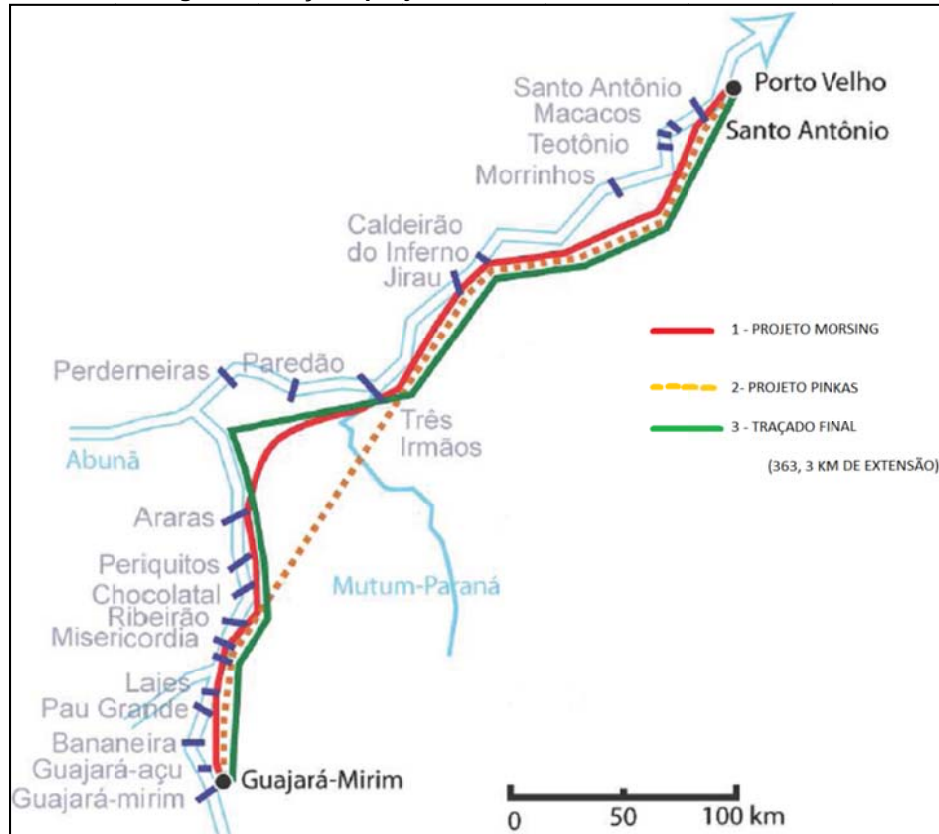 Santo Antônio
Macacos
Teotônio
Morrinhos
Porto Velho
Santo Antônio
Caldeirão
do Inferno
Jirau
1 - PROJETO MORSING
2- PROJETO PINKAS
3 - TRAÇADO FINAL
(363, 3 KM DE EXTENSÃO)
Perderneiras
Paredão
Três
Irmãos
Abunã
Araras
Periquitos
Chocolatal
Ribeirão
Misericordia
Mutum-Paraná
Lajes
Pau Grande
Bananeira
Guajará-açu
Guajará-mirim
Guajará-Mirim
0 50 100 km